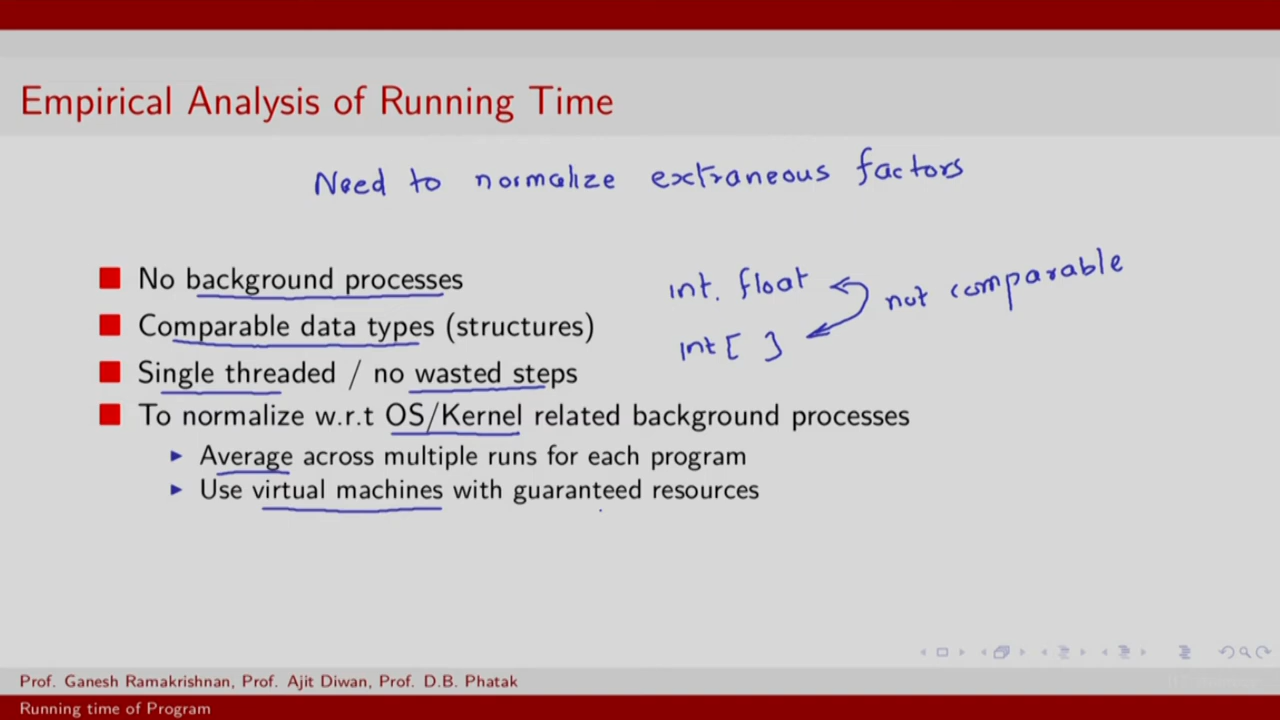 Empirical Analysis of Running Time
Need to normalize extraneous factors
No background processes
int. float
not comparable
Comparable data types (structures)
int [ ]
Single threaded / no wasted steps
To normalize w.r.t OS/Kernel related background processes
Average across multiple runs for each program
Use virtual machines with guaranteed resources
Prof. Ganesh Ramakrishnan, Prof. Ajit Diwan, Prof. D.B. Phatak
Running time of Program